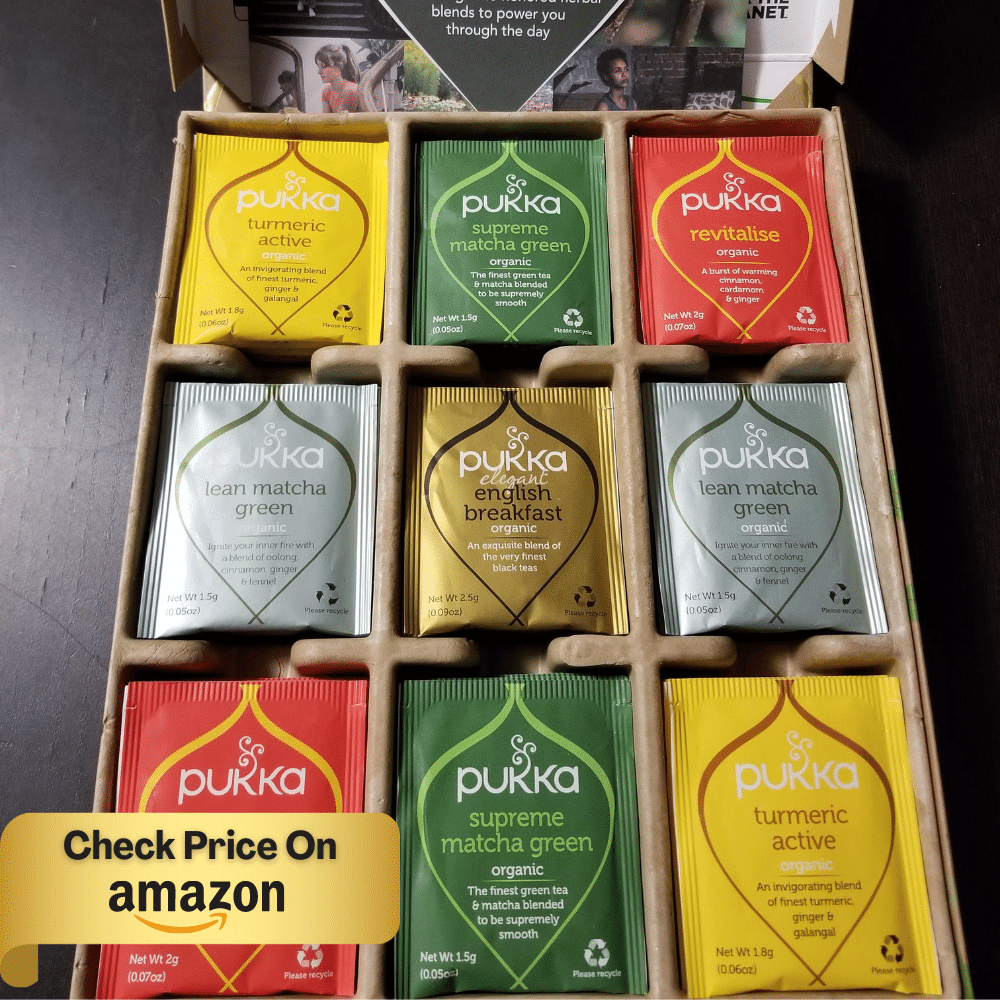 blends to power you
through the day
THE
ANET.
pukka
turmeric
active
organic
An invigorating blend
of finest turmeric,
ginger &
galangal
Net Wt 1.8g
(0.06oz)
Please recycle
pukka
supreme
matcha green
organic
The finest green tea
& matcha blended
to be supremely
smooth
Net Wt 1.5g
(0.05oz)
Please recycle
pukka
revitalise
organic
A burst of warming
cinnamon,
cardamom
& ginger
Net Wt 2g
(0.07oz)
Please recycle
pukka
lean matcha
green
organic
Ignite your inner fire with
a blend of oolong,
cinnamon, ginger
& fennel
Net Wt 1.5g
(0.05oz)
Please recycle
pukka
elegant
english
breakfast
organic
An exquisite blend of
the very finest
black teas
Net Wt 2.5g
(0.09oz)
Please recycle
pukka
lean matcha
green
organic
Ignite your inner fire with
a blend of oolong,
cinnamon, ginger
& fennel
Net Wt 1.5g
(0.05oz)
Please recycle
pukka
Net Wt 2g
(0.07oz)
Please recycle
pukka
supreme
matcha green
organic
The finest green tea
& matcha blended
to be supremely
smooth
Net Wt 1.5g
(0.05oz)
Please recycle
pukka
turmeric
active
organic
An invigorating blend
of finest turmeric,
ginger &
galangal
Net Wt 1.8g
(0.06oz)
Please recycle
Check Price On
amazon